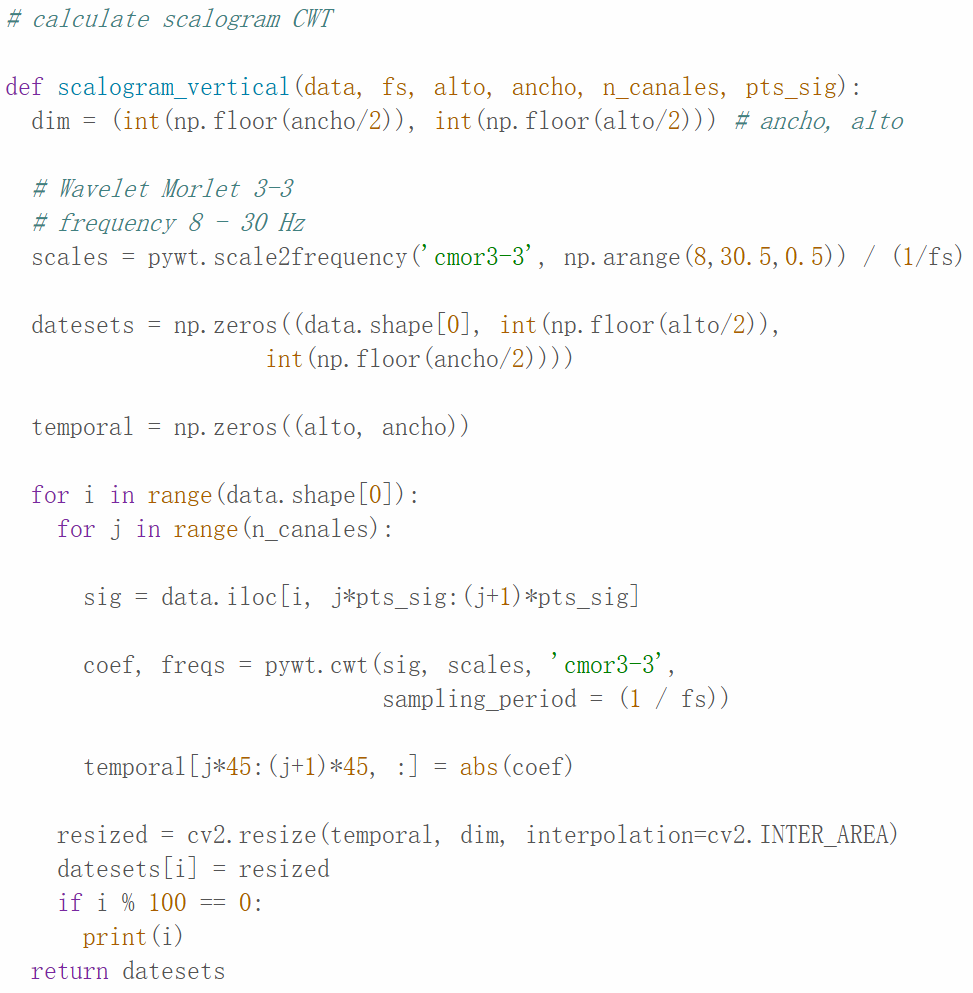 # calculate scalogram CWT
def scalogram_vertical(data, fs, alto, ancho, n_canales, pts_sig):
dim = (int(np.floor(ancho/2)), int(np.floor(alto/2))) # ancho, alto
# Wavelet Morlet 3-3
# frequency 8 - 30 Hz
scales = pywt.scale2frequency('cmor3-3', np.arange(8,30.5,0.5)) / (1/fs)
datesets = np.zeros((data.shape[0], int(np.floor(alto/2)),
int(np.floor(ancho/2))))
temporal = np.zeros((alto, ancho))
for i in range(data.shape[0]):
for j in range(n_canales):
sig = data.iloc[i, j*pts_sig:(j+1)*pts_sig]
coef, freqs = pywt.cwt(sig, scales, 'cmor3-3',
sampling_period = (1 / fs))
temporal[j*45:(j+1)*45, :] = abs(coef)
resized = cv2.resize(temporal, dim, interpolation=cv2.INTER_AREA)
datesets[i] = resized
if i % 100 == 0:
print(i)
return datesets